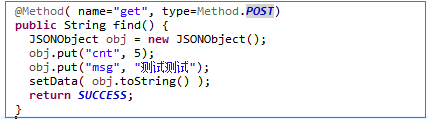 @Method( name="get", type=Method.POST)
public String find() {
JSONObject obj = new JSONObject();
obj.put("cnt", 5);
obj.put("msg", "测试测试");
setData( obj.toString() );
return SUCCESS;
}